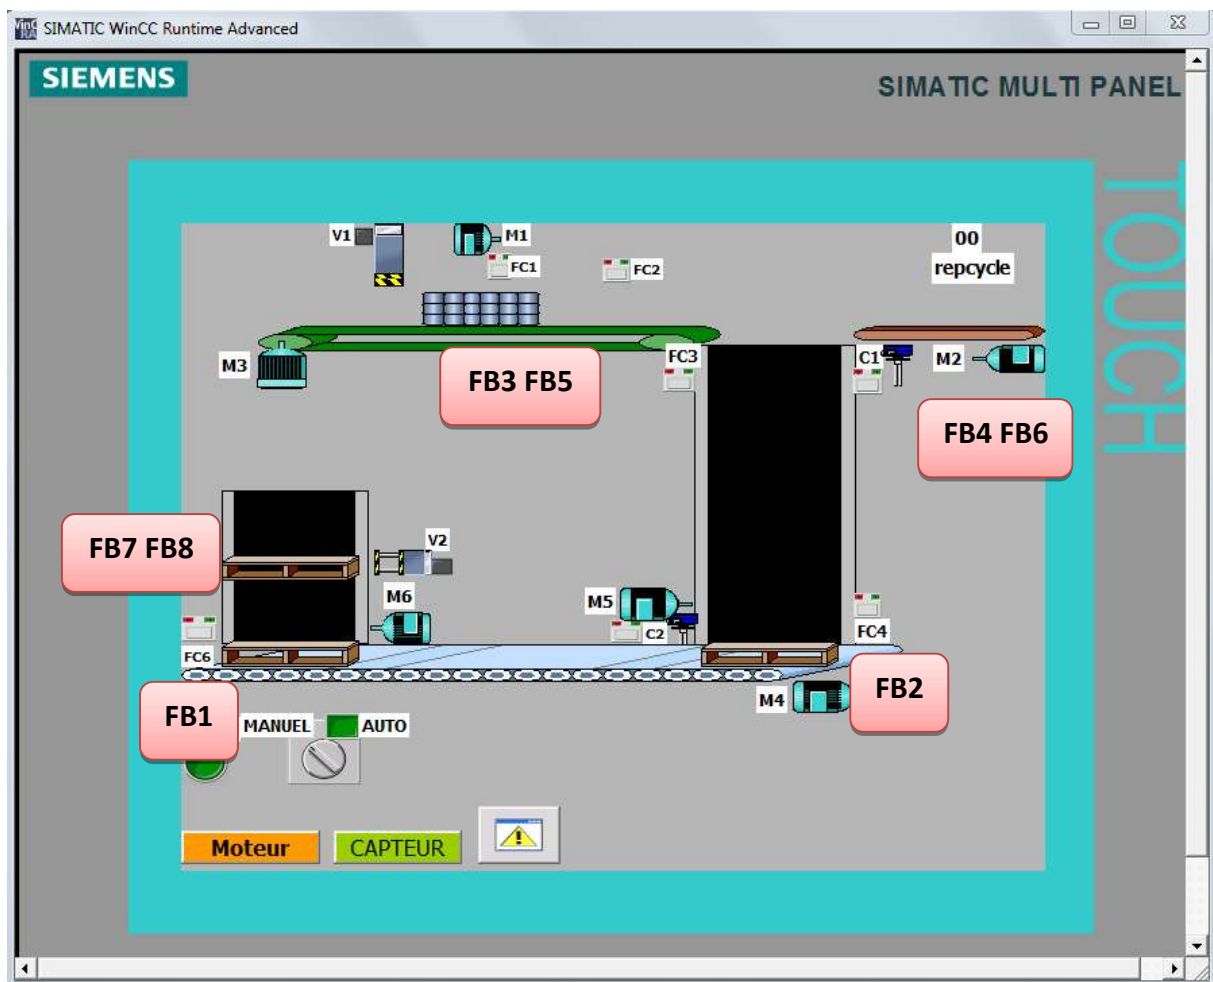 SIMATIC WinCC Runtime Advanced
SIEMENS
SIMATIC MULTI PANEL
TOUCH
V1
M1
FC1
FC2
00
repcycle
M3
FB3 FB5
FC3
C1
M2
FB4 FB6
FB7 FB8
V2
M6
M5
C2
FC4
FC6
FB1
M4
FB2
MANUEL
AUTO
Moteur
CAPTEUR